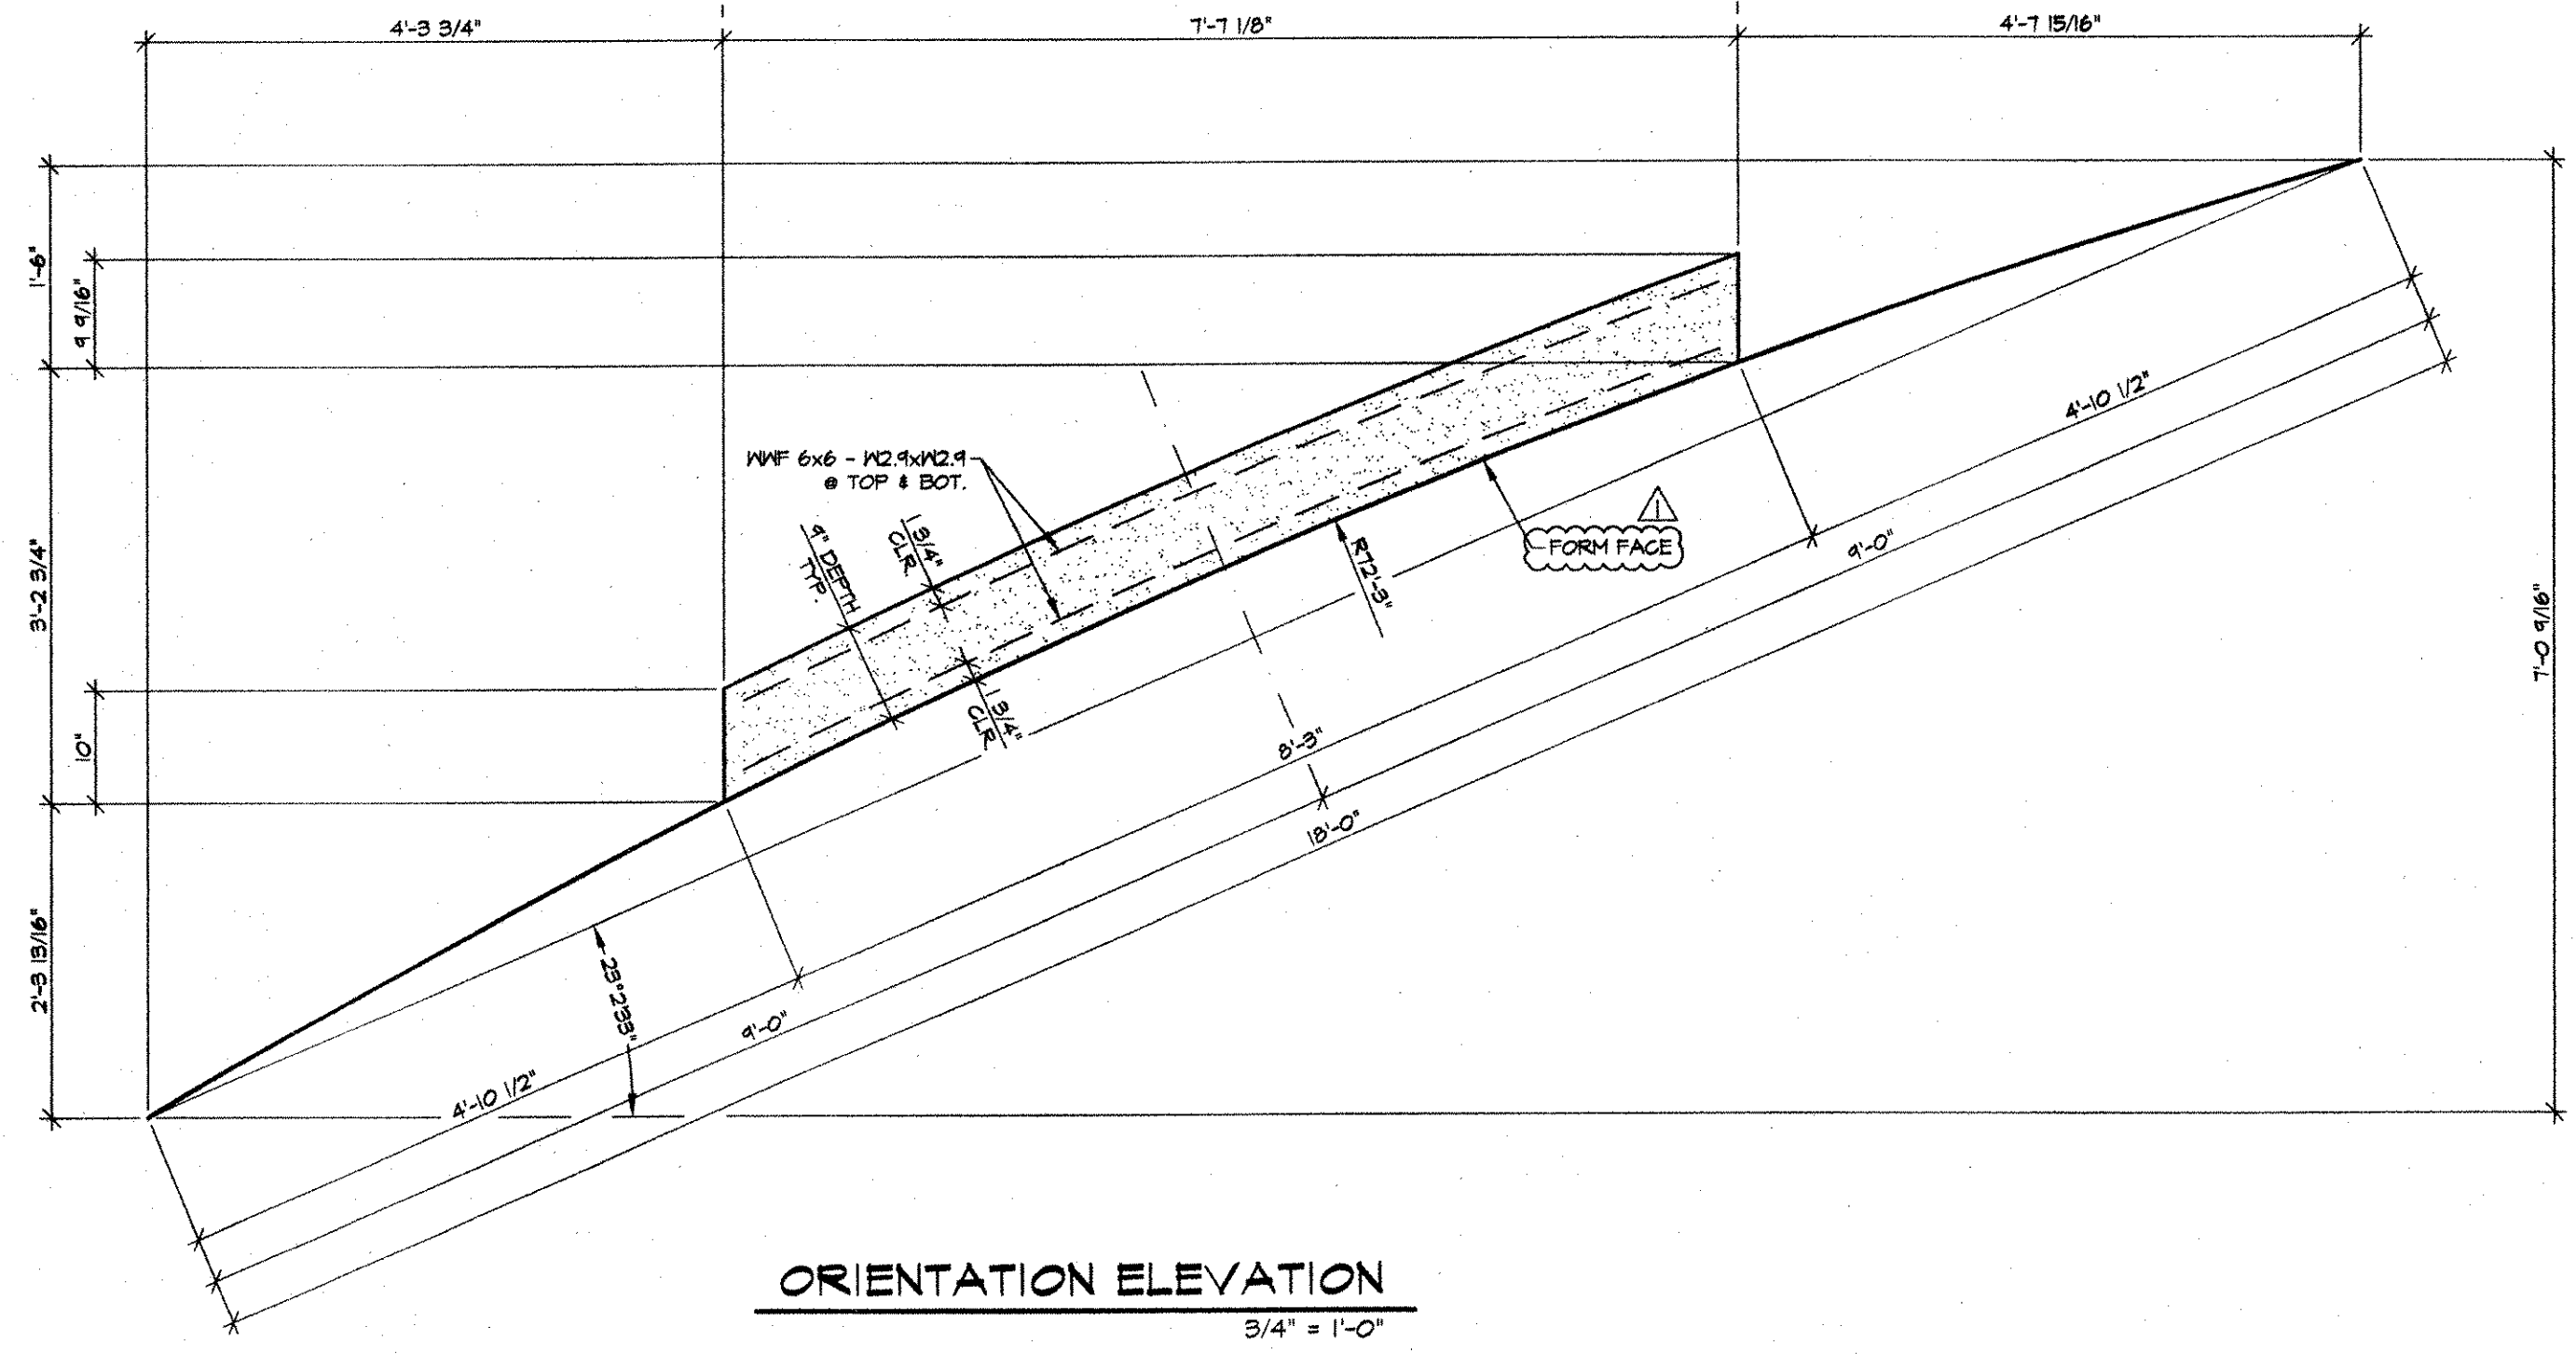 4'-3 3/4"
7'-7 1/8"
4'-7 15/16"
1'-6"
9 9/16"
4'-10 1/2"
WWF 6x6 - W2.9xW2.9
@ TOP & BOT.
9" DEPTH
TYP.
1 3/4"
CLR.
FORM FACE
1
R72'-3"
9'-0"
3'-2 3/4"
7'-0 9/16"
10"
1 3/4"
CLR.
8'-3"
18'-0"
2'-3 13/16"
23°2'33"
9'-0"
4'-10 1/2"
ORIENTATION ELEVATION
3/4" = 1'-0"